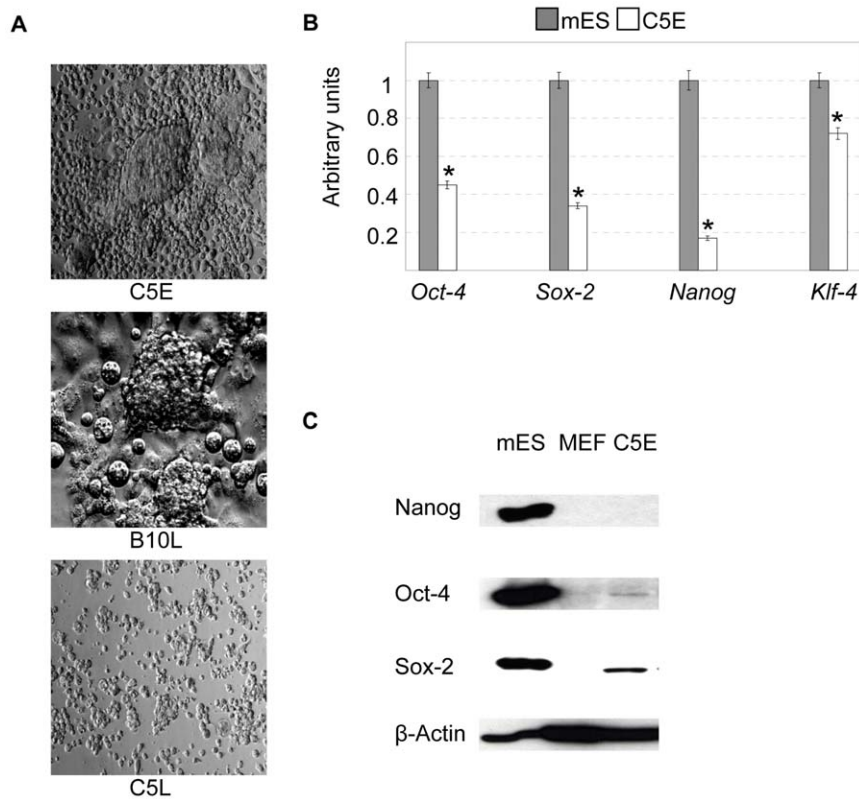 A
C5E
B10L
C5L
B
mES C5E
Arbitrary units
1
0.8
0.6
0.4
0.2
* * * *
Oct-4 Sox-2 Nanog Klf-4
C
mES MEF C5E
Nanog
Oct-4
Sox-2
β-Actin